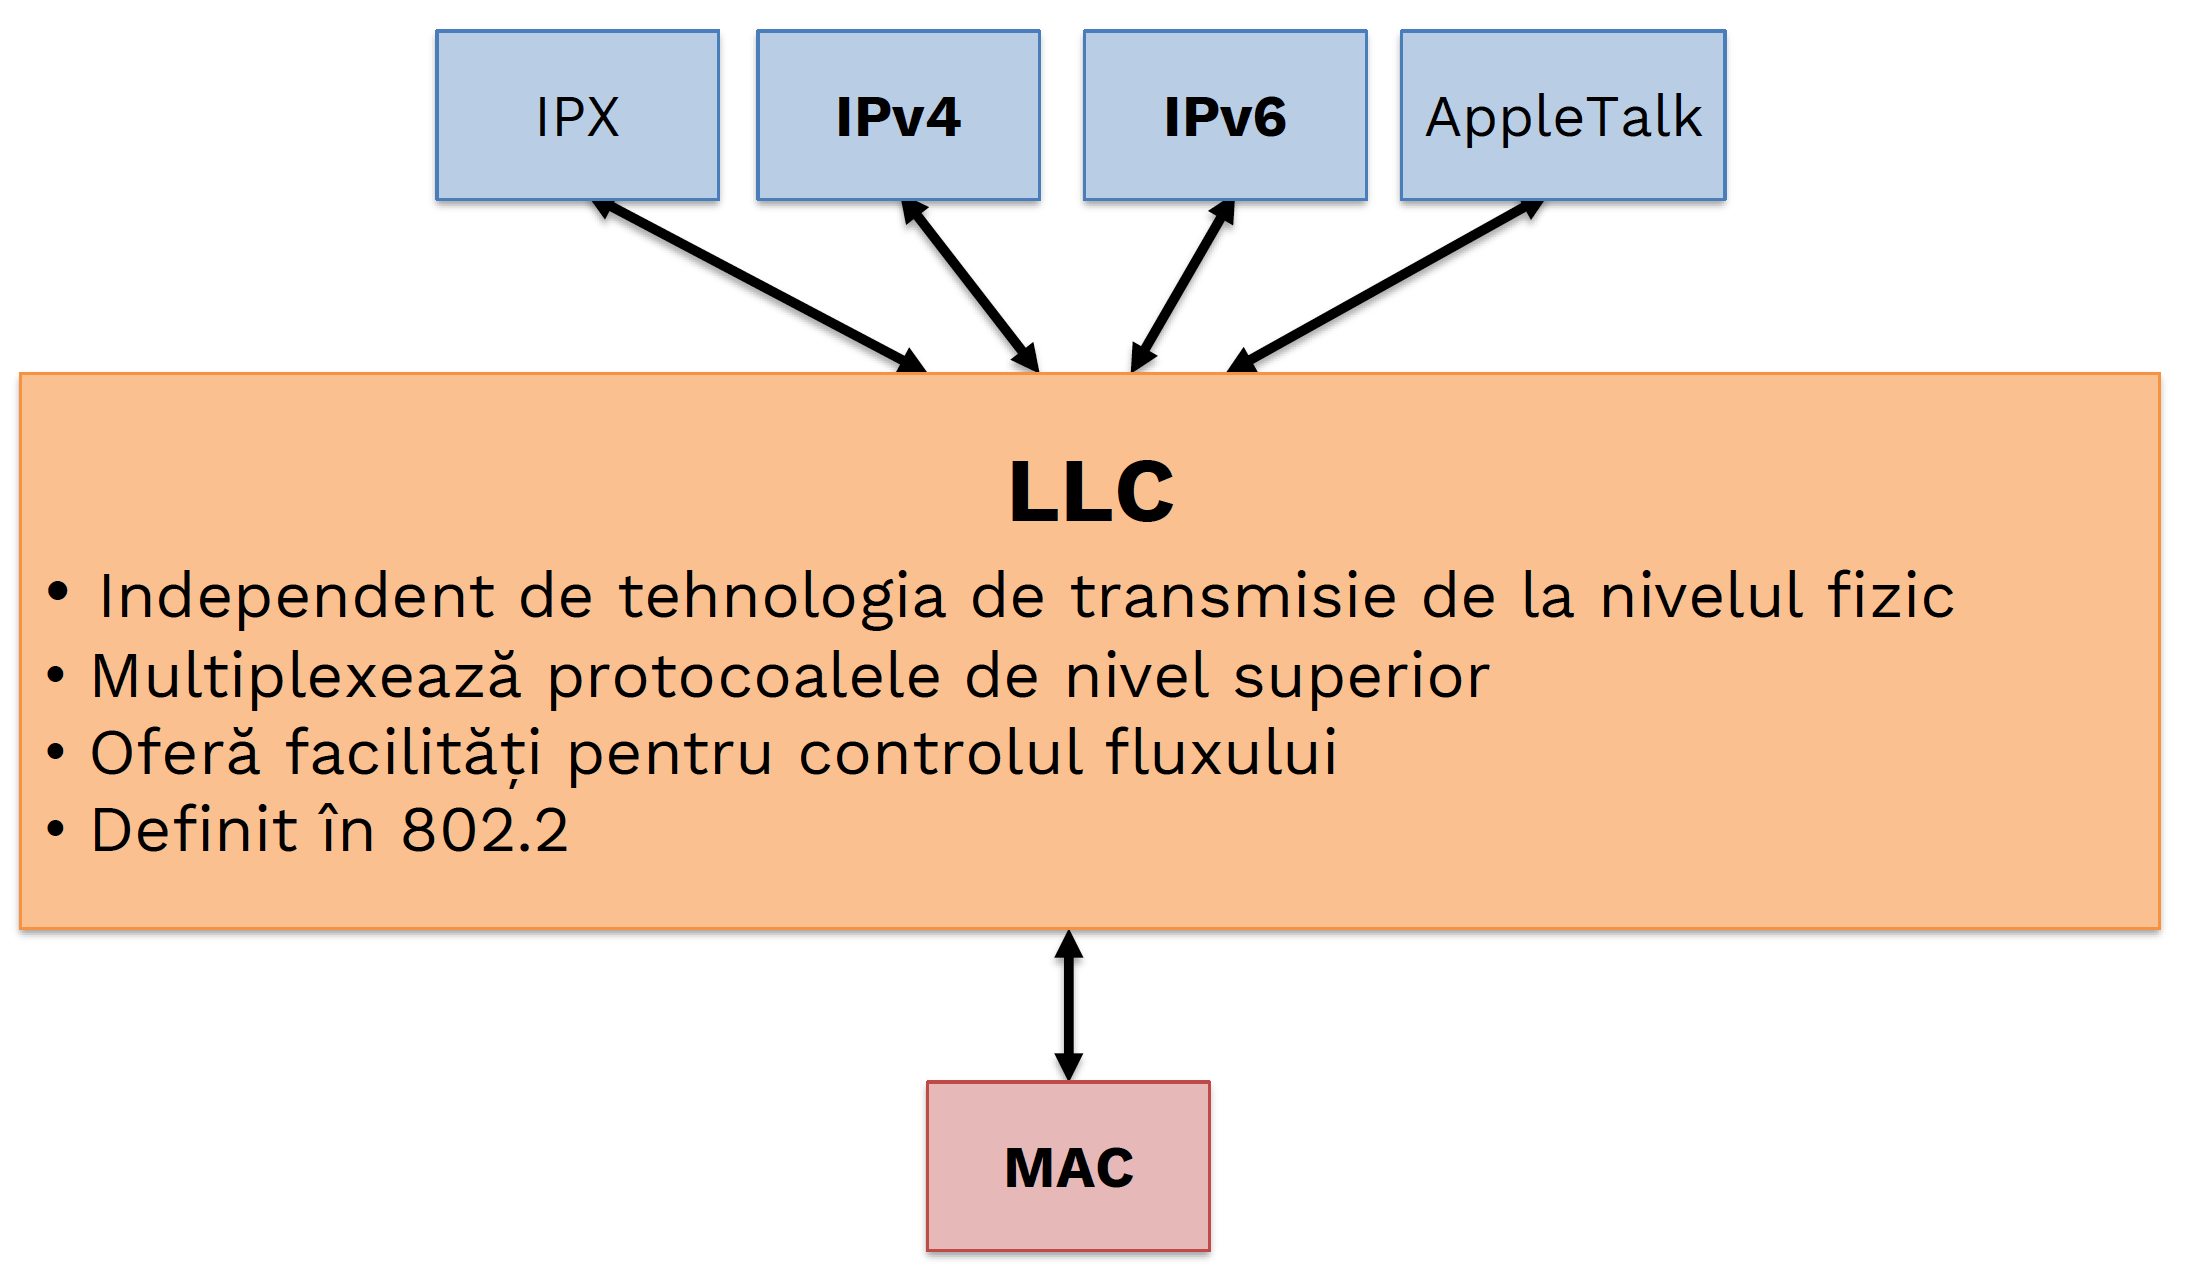 IPX
IPv4
IPv6
AppleTalk
LLC
• Independent de tehnologia de transmisie de la nivelul fizic
• Multiplexează protocoalele de nivel superior
• Oferă facilități pentru controlul fluxului
• Definit în 802.2
MAC